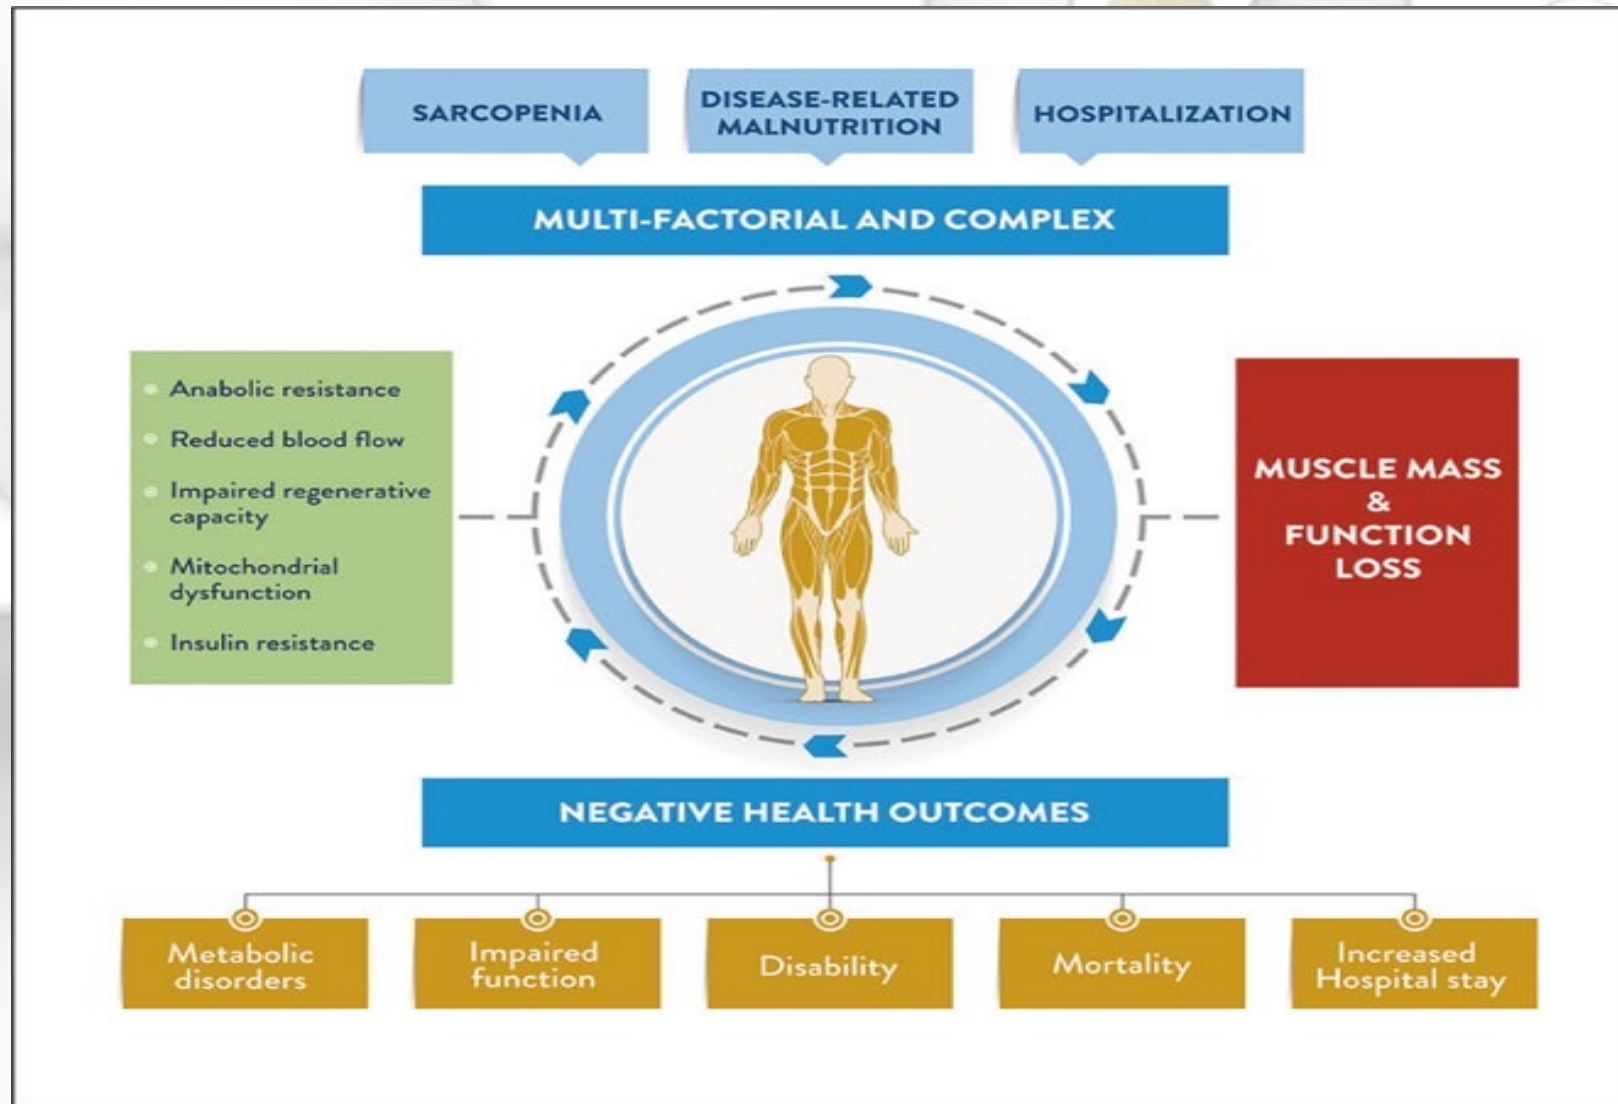 SARCOPENIA
DISEASE-RELATED
MALNUTRITION
HOSPITALIZATION
MULTI-FACTORIAL AND COMPLEX
Anabolic resistance
Reduced blood flow
Impaired regenerative
capacity
Mitochondrial
dysfunction
Insulin resistance
MUSCLE MASS
&
FUNCTION
LOSS
NEGATIVE HEALTH OUTCOMES
Metabolic
disorders
Impaired
function
Disability
Mortality
Increased
Hospital stay